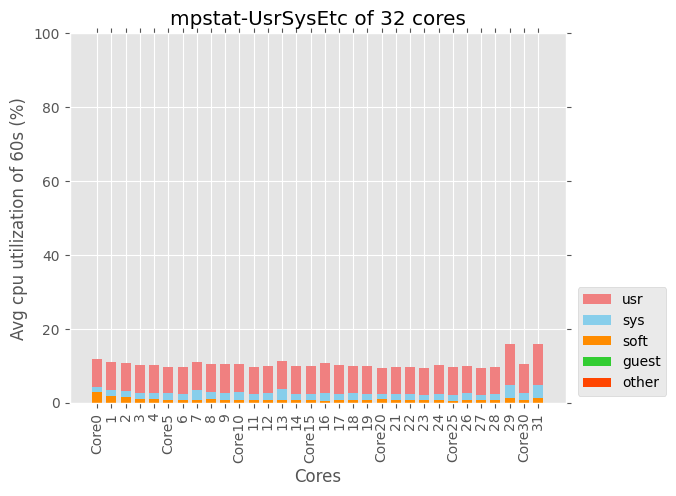 mpstat-UsrSysEtc of 32 cores
Avg cpu utilization of 60s (%)
100
80
60
40
20
0
Core0
1
2
3
4
Core5
6
7
8
9
Core10
11
12
13
14
Core15
16
17
18
19
Core20
21
22
23
24
Core25
26
27
28
29
Core30
31
Cores
usr
sys
soft
guest
other